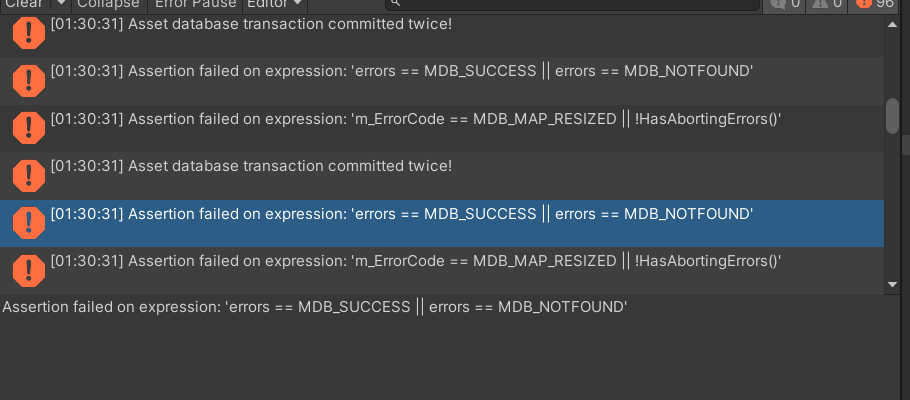 Clear Collapse Error Pause Editor 0 0 96
[01:30:31] Asset database transaction committed twice!
[01:30:31] Assertion failed on expression: 'errors == MDB_SUCCESS || errors == MDB_NOTFOUND'
[01:30:31] Assertion failed on expression: 'm_ErrorCode == MDB_MAP_RESIZED || !HasAbortingErrors()'
[01:30:31] Asset database transaction committed twice!
[01:30:31] Assertion failed on expression: 'errors == MDB_SUCCESS || errors == MDB_NOTFOUND'
[01:30:31] Assertion failed on expression: 'm_ErrorCode == MDB_MAP_RESIZED || !HasAbortingErrors()'
Assertion failed on expression: 'errors == MDB_SUCCESS || errors == MDB_NOTFOUND'